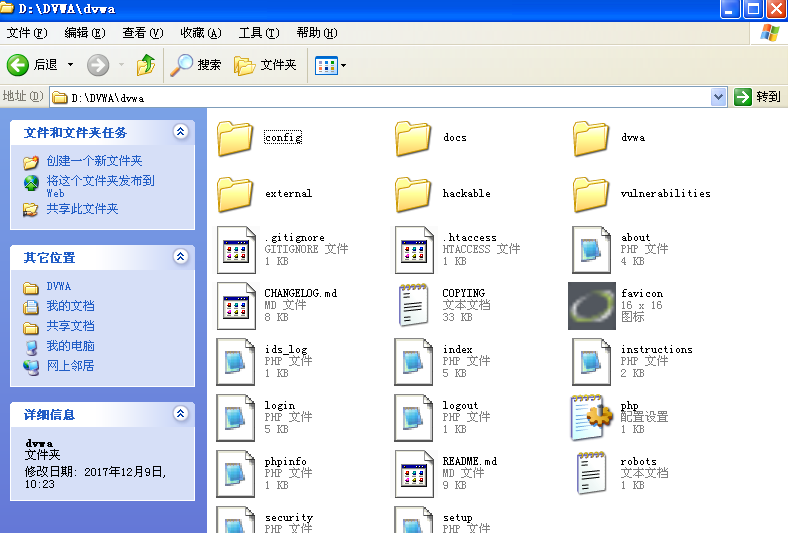 D:\DVWA\dvwa
文件(F) 编辑(E) 查看(V) 收藏(A) 工具(T) 帮助(H)
后退 搜索 文件夹
地址(D) D:\DVWA\dvwa 转到
文件和文件夹任务
创建一个新文件夹
将这个文件夹发布到
Web
共享此文件夹
其它位置
DVWA
我的文档
共享文档
我的电脑
网上邻居
详细信息
dvwa
文件夹
修改日期: 2017年12月9日,
10:23
config docs dvwa
external hackable vulnerabilities
.gitignore .htaccess about
GITIGNORE 文件 HTACCESS 文件 PHP 文件
1 KB 1 KB 4 KB
CHANGELOG.md COPYING favicon
MD 文件 文本文档 16 x 16
8 KB 33 KB 图标
ids_log index instructions
PHP 文件 PHP 文件 PHP 文件
1 KB 5 KB 2 KB
login logout php
PHP 文件 PHP 文件 配置设置
5 KB 1 KB 1 KB
phpinfo README.md robots
PHP 文件 MD 文件 文本文档
1 KB 9 KB 1 KB
security setup
PHP 文件 PHP 文件